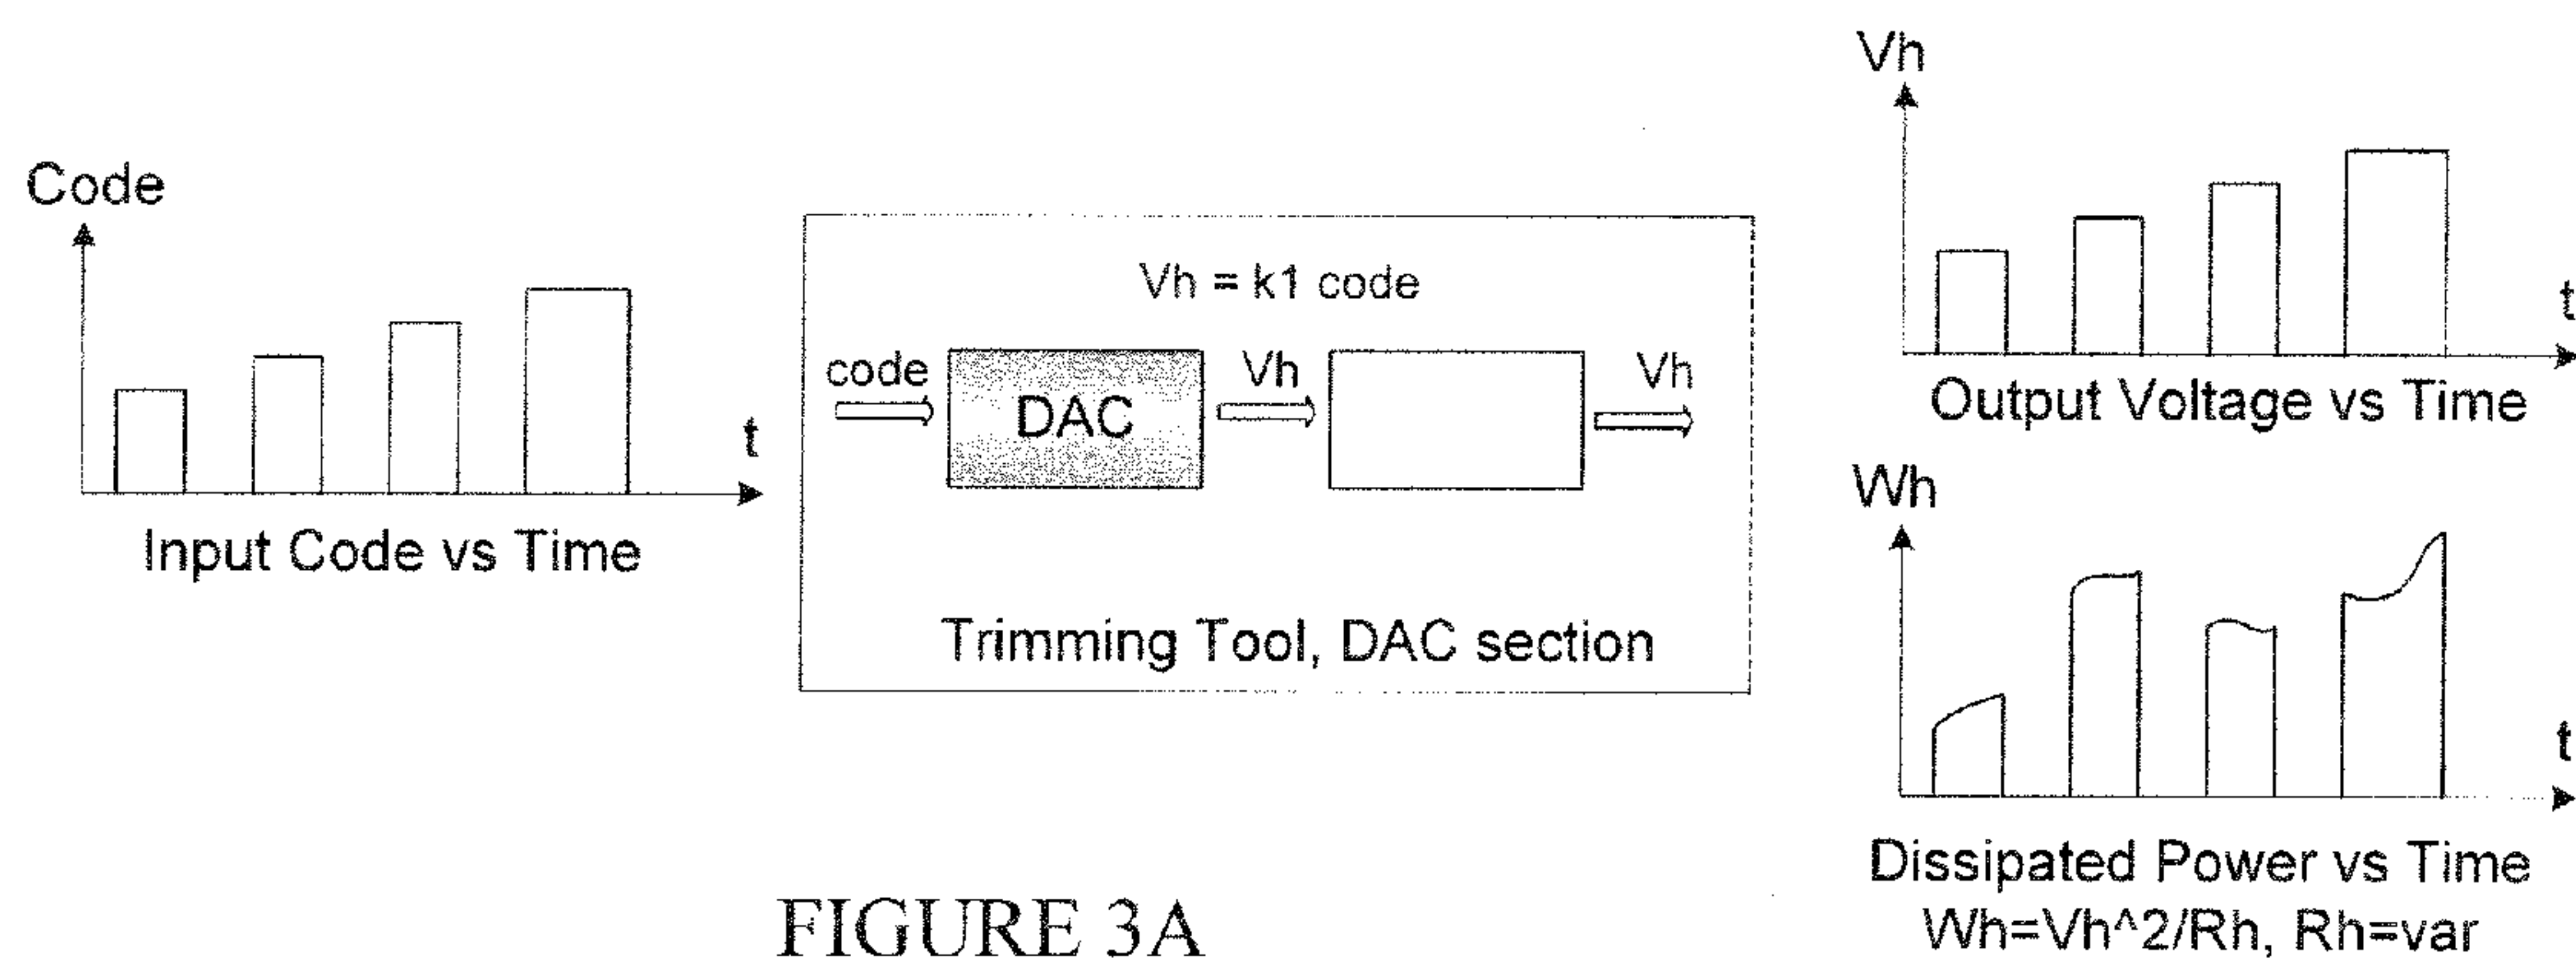 Code
t
Input Code vs Time
Vh = k1 code
code
DAC
Vh
Vh
Trimming Tool, DAC section
Vh
t
Output Voltage vs Time
Wh
t
Dissipated Power vs Time
Wh=Vh^2/Rh, Rh=var
FIGURE 3A